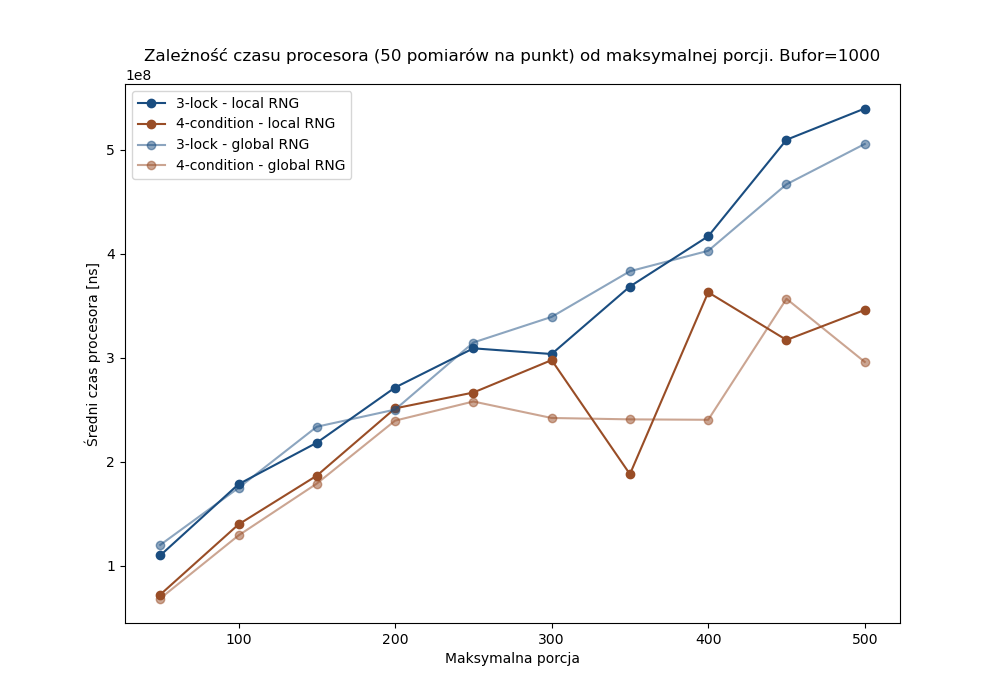 Zależność czasu procesora (50 pomiarów na punkt) od maksymalnej porcji. Bufor=1000
1e8
3-lock - local RNG
4-condition - local RNG
3-lock - global RNG
4-condition - global RNG
5
4
3
2
1
Średni czas procesora [ns]
100 200 300 400 500
Maksymalna porcja